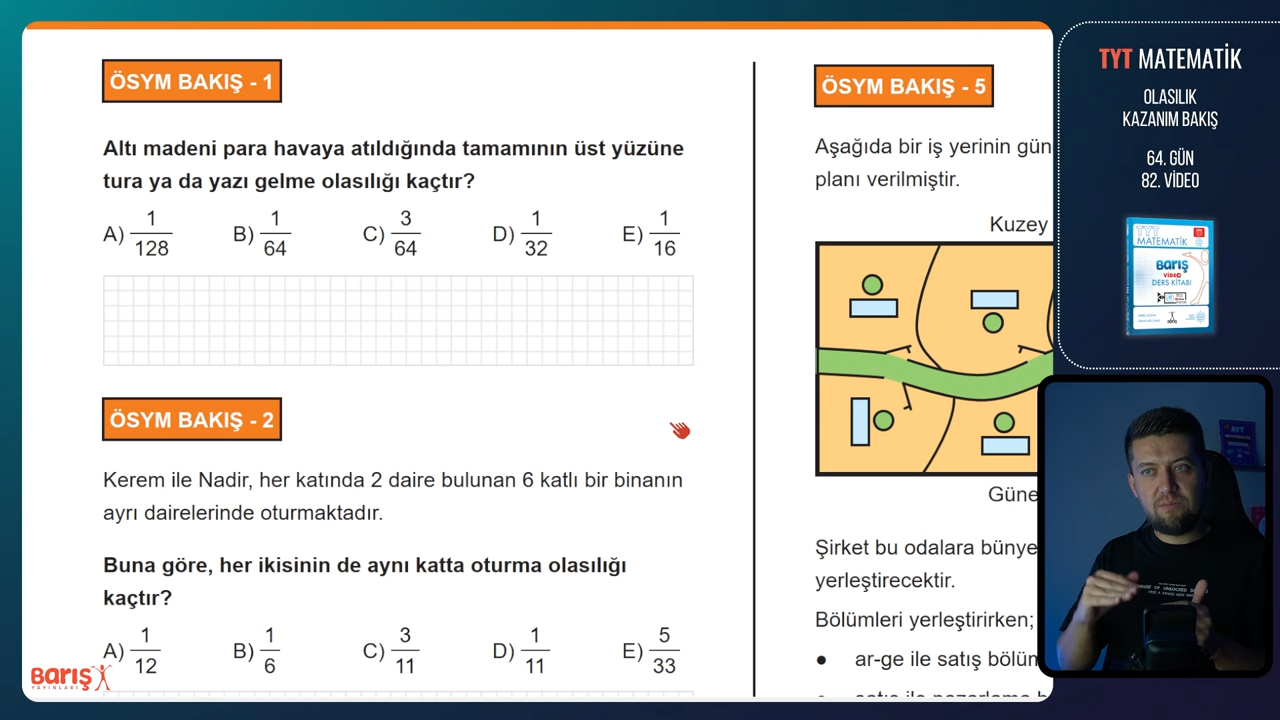 ÖSYM BAKIŞ - 1
Altı madeni para havaya atıldığında tamamının üst yüzüne
tura ya da yazı gelme olasılığı kaçtır?
A) 1/128 B) 1/64 C) 3/64 D) 1/32 E) 1/16
ÖSYM BAKIŞ - 2
Kerem ile Nadir, her katında 2 daire bulunan 6 katlı bir binanın
ayrı dairelerinde oturmaktadır.
Buna göre, her ikisinin de aynı katta oturma olasılığı
kaçtır?
A) 1/12 B) 1/6 C) 3/11 D) 1/11 E) 5/33
BARIŞ
YAYINLARI
ÖSYM BAKIŞ - 5
Aşağıda bir iş yerinin gün
planı verilmiştir.
Kuzey
Güne
Şirket bu odalara bünye
yerleştirecektir.
Bölümleri yerleştirirken;
● ar-ge ile satış bölün
TYT MATEMATİK
OLASILIK
KAZANIM BAKIŞ
64. GÜN
82. VİDEO
TYT
MATEMATİK
BARIŞ
VİDEO
DERS KİTABI